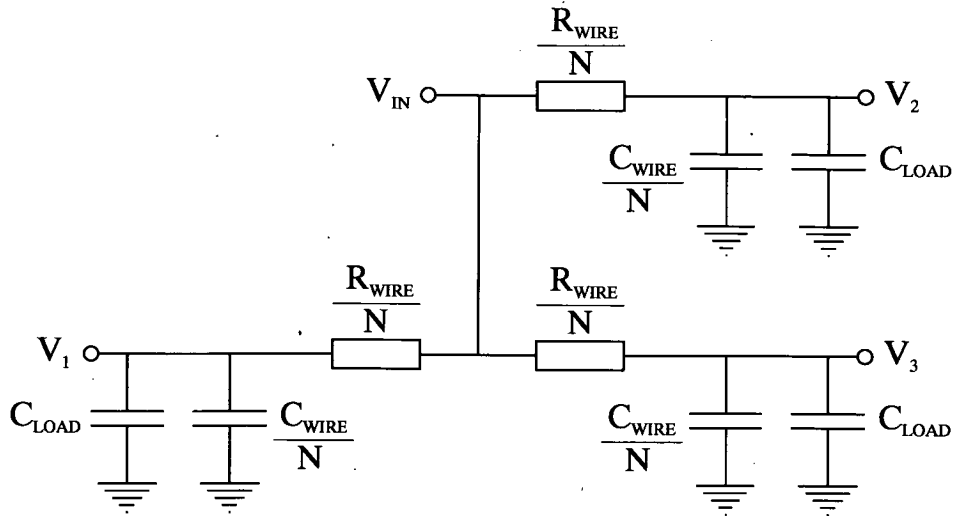 R_WIRE
N
V_IN
V_2
C_WIRE
N
C_LOAD
R_WIRE
N
R_WIRE
N
V_1
V_3
C_LOAD
C_WIRE
N
C_WIRE
N
C_LOAD